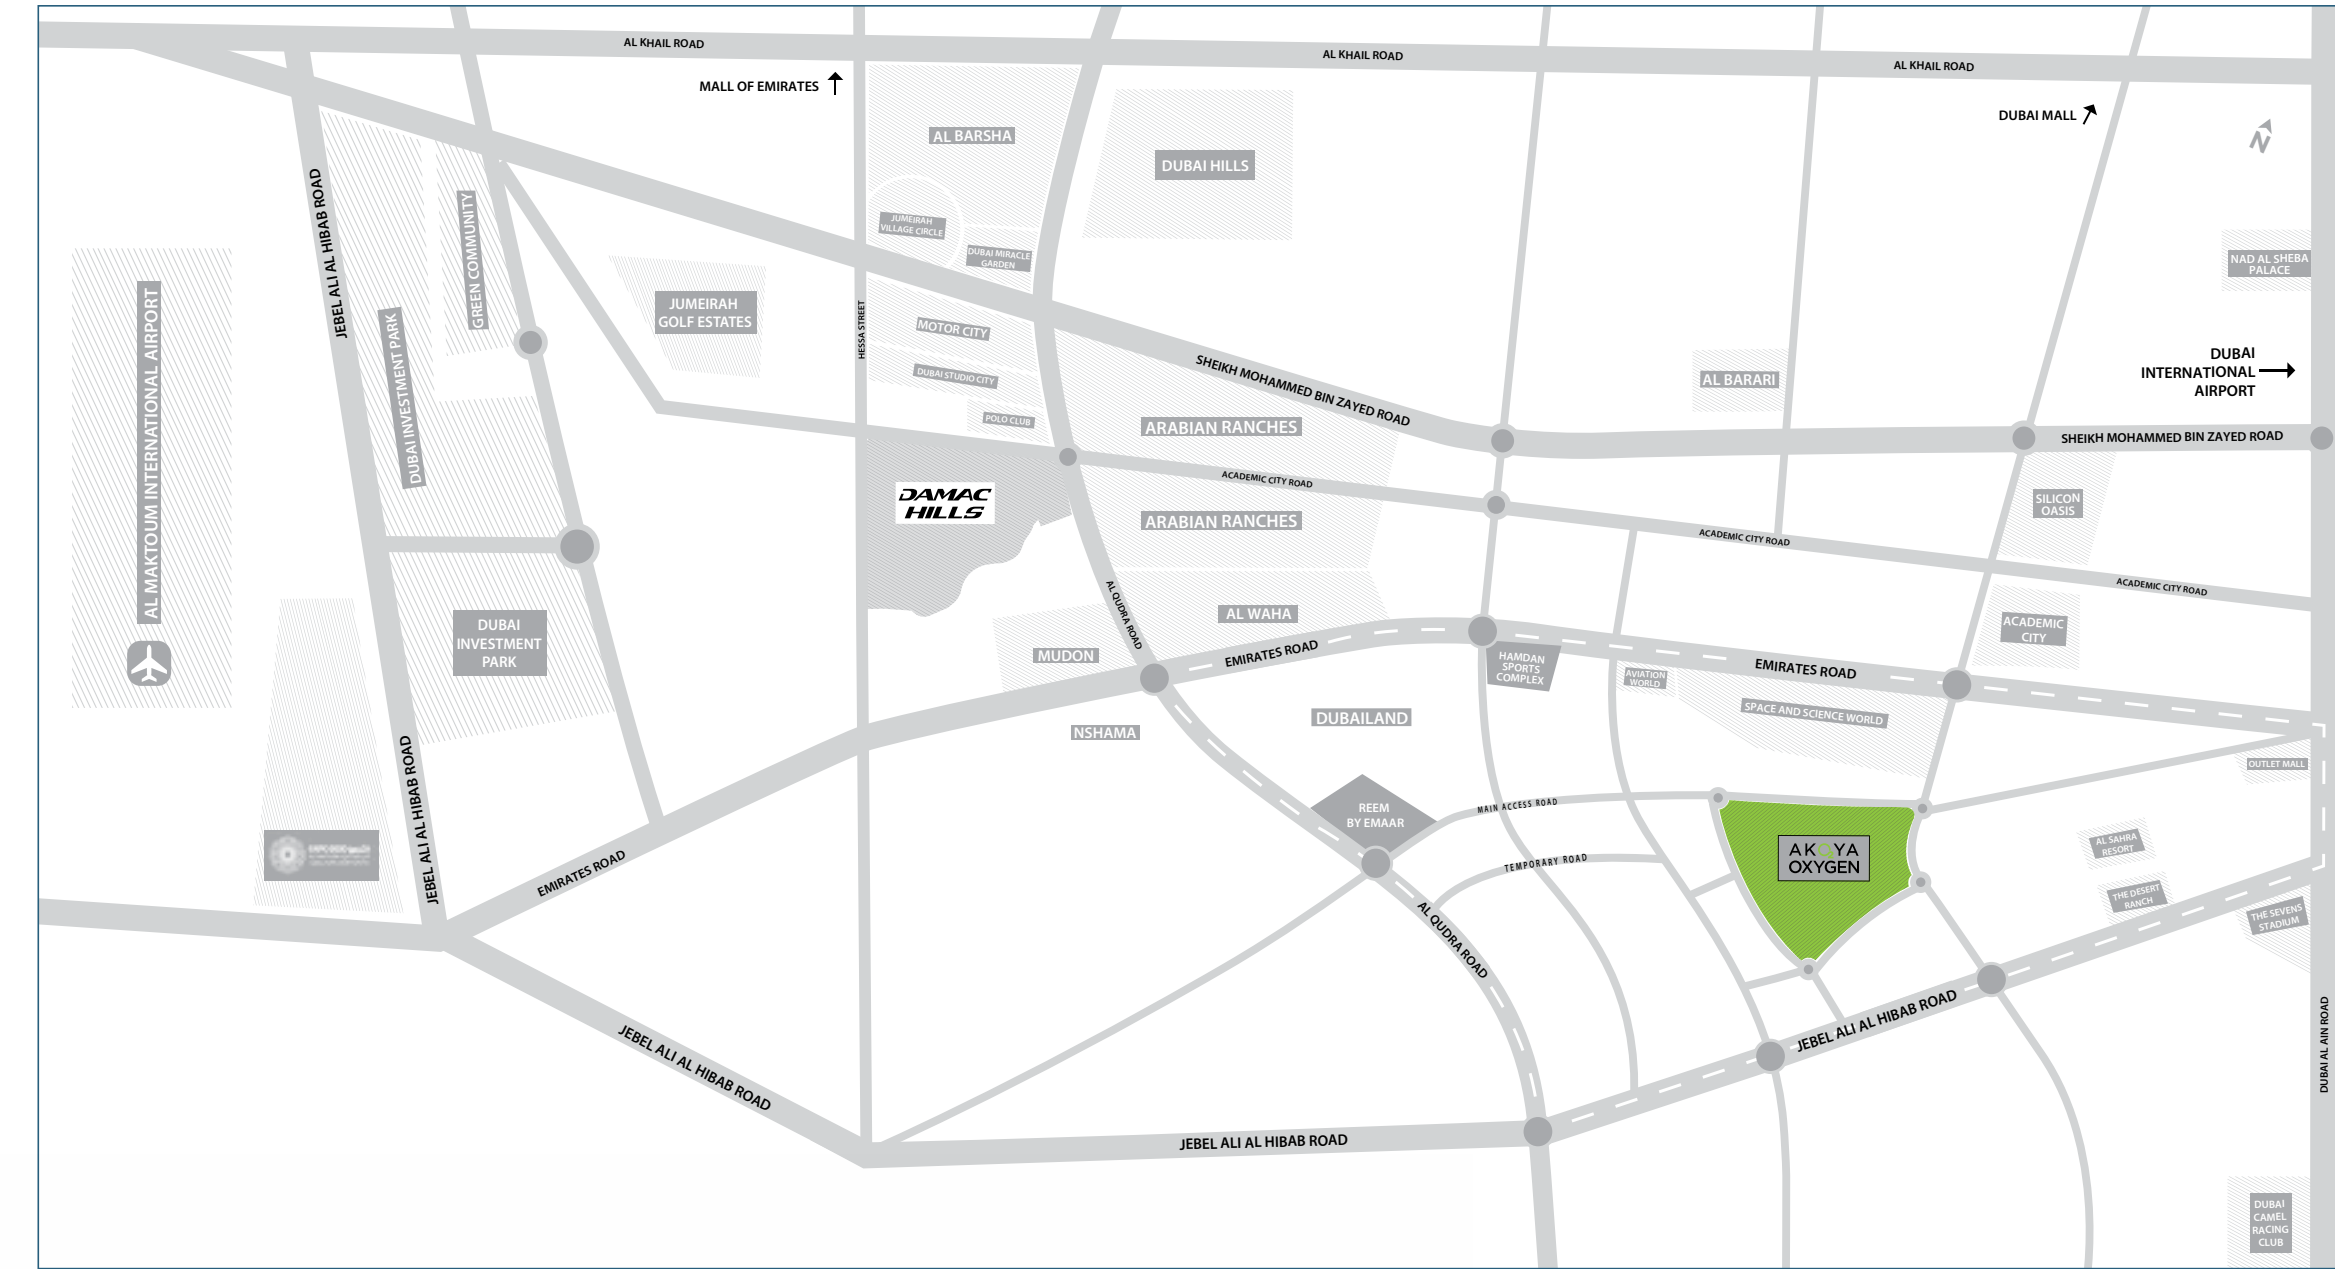 AL KHAIL ROAD
AL KHAIL ROAD
AL KHAIL ROAD
MALL OF EMIRATES
DUBAI MALL
N
AL BARSHA
DUBAI HILLS
JEBEL ALI AL HIBAB ROAD
GREEN COMMUNITY
JUMEIRAH
VILLAGE CIRCLE
DUBAI MIRACLE
GARDEN
NAD AL SHEBA
PALACE
AL MAKTOUM INTERNATIONAL AIRPORT
DUBAI INVESTMENT PARK
JUMEIRAH
GOLF ESTATES
HESSA STREET
MOTOR CITY
DUBAI STUDIO CITY
POLO CLUB
SHEIKH MOHAMMED BIN ZAYED ROAD
AL BARARI
DUBAI
INTERNATIONAL
AIRPORT
SHEIKH MOHAMMED BIN ZAYED ROAD
ARABIAN RANCHES
ACADEMIC CITY ROAD
DAMAC
HILLS
ARABIAN RANCHES
ACADEMIC CITY ROAD
SILICON
OASIS
ACADEMIC CITY ROAD
AL QUDRA ROAD
AL WAHA
ACADEMIC
CITY
DUBAI
INVESTMENT
PARK
MUDON
EMIRATES ROAD
HAMDAN
SPORTS
COMPLEX
AVIATION
WORLD
EMIRATES ROAD
SPACE AND SCIENCE WORLD
NSHAMA
DUBAILAND
OUTLET MALL
JEBEL ALI AL HIBAB ROAD
REEM
BY EMAAR
MAIN ACCESS ROAD
TEMPORARY ROAD
AKOYA
OXYGEN
AL SAHRA
RESORT
THE DESERT
RANCH
THE SEVENS
STADIUM
EMIRATES ROAD
AL QUDRA ROAD
JEBEL ALI AL HIBAB ROAD
JEBEL ALI AL HIBAB ROAD
JEBEL ALI AL HIBAB ROAD
DUBAI AL AIN ROAD
DUBAI
CAMEL
RACING
CLUB